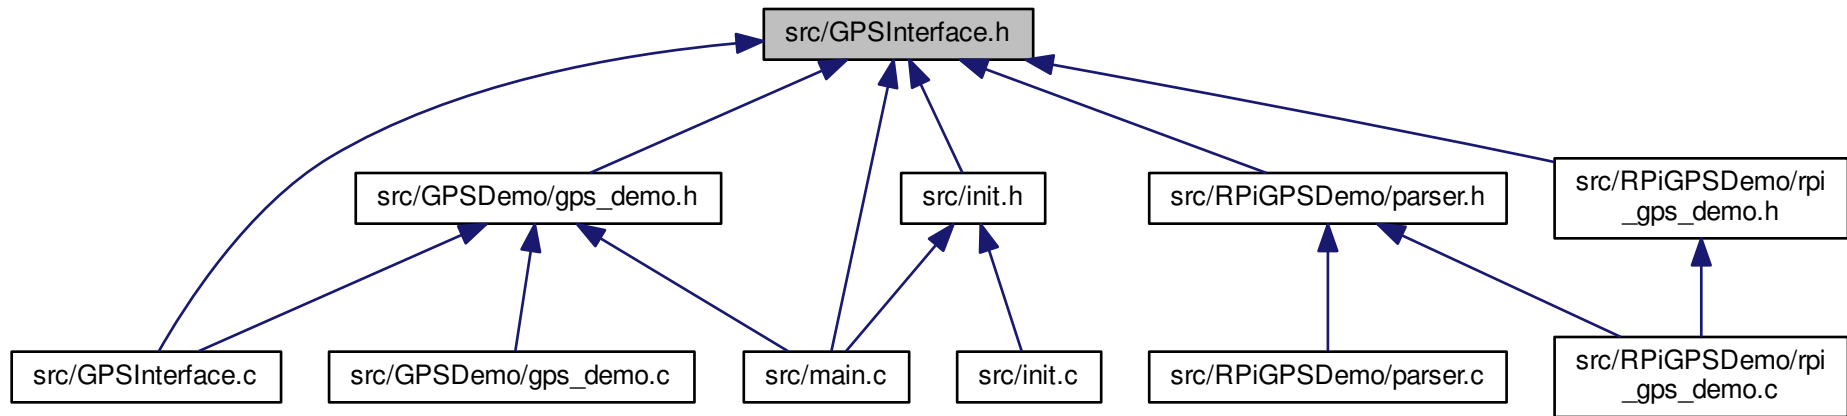 src/GPSInterface.h
src/GPSDemo/gps_demo.h
src/init.h
src/RPiGPSDemo/parser.h
src/RPiGPSDemo/rpi
_gps_demo.h
src/GPSInterface.c
src/GPSDemo/gps_demo.c
src/main.c
src/init.c
src/RPiGPSDemo/parser.c
src/RPiGPSDemo/rpi
_gps_demo.c